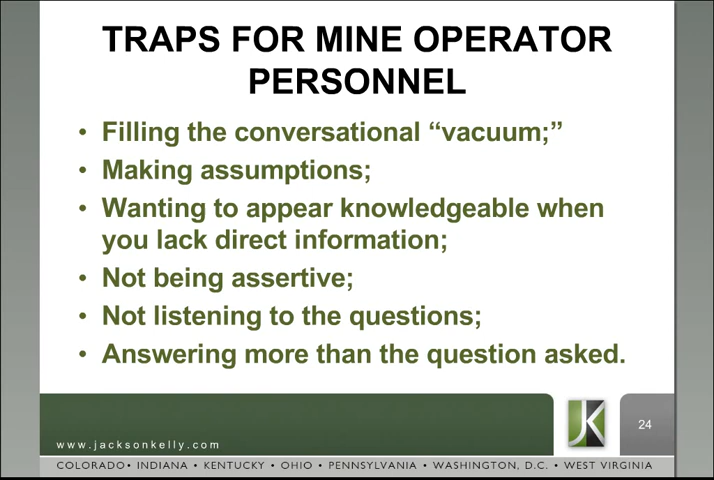 TRAPS FOR MINE OPERATOR
PERSONNEL
• Filling the conversational “vacuum;”
• Making assumptions;
• Wanting to appear knowledgeable when
you lack direct information;
• Not being assertive;
• Not listening to the questions;
• Answering more than the question asked.
JK
24
www.jacksonkelly.com
COLORADO• INDIANA • KENTUCKY • OHIO • PENNSYLVANIA • WASHINGTON, D.C. • WEST VIRGINIA